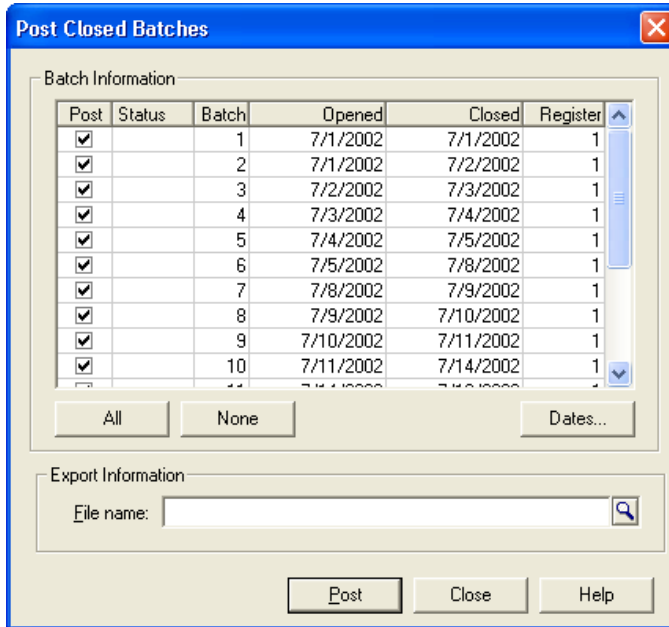 Post Closed Batches
Batch Information
Post Status Batch Opened Closed Register
1 7/1/2002 7/1/2002 1
2 7/1/2002 7/2/2002 1
3 7/2/2002 7/3/2002 1
4 7/3/2002 7/4/2002 1
5 7/4/2002 7/5/2002 1
6 7/5/2002 7/8/2002 1
7 7/8/2002 7/9/2002 1
8 7/9/2002 7/10/2002 1
9 7/10/2002 7/11/2002 1
10 7/11/2002 7/14/2002 1
All None Dates...
Export Information
File name:
Post Close Help